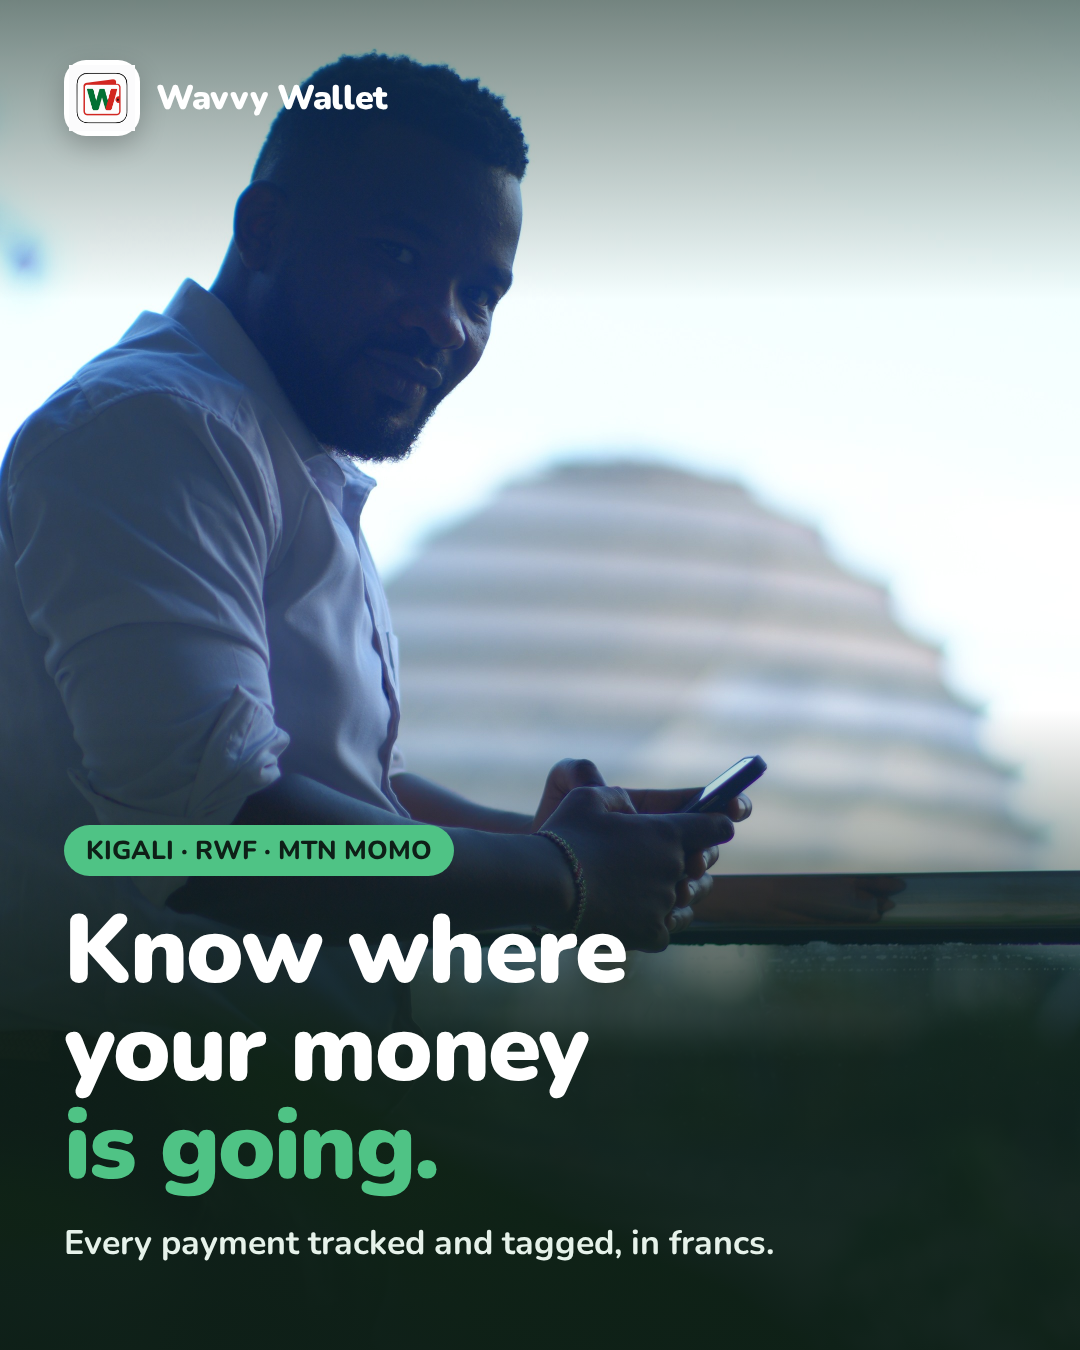 W
Wavvy Wallet
KIGALI · RWF · MTN MOMO
Know where
your money
is going.
Every payment tracked and tagged, in francs.